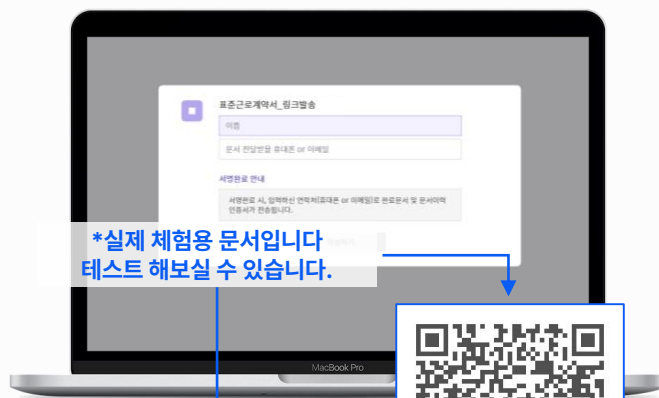 표준근로계약서_링크발송
이름
문서 전달받을 휴대폰 or 이메일
서명완료 안내
서명완료 시, 입력하신 연락처(휴대폰 or 이메일)로 완료문서 및 문서이력
인증서가 전송됩니다.
*실제 체험용 문서입니다
테스트 해보실 수 있습니다.
MacBook Pro